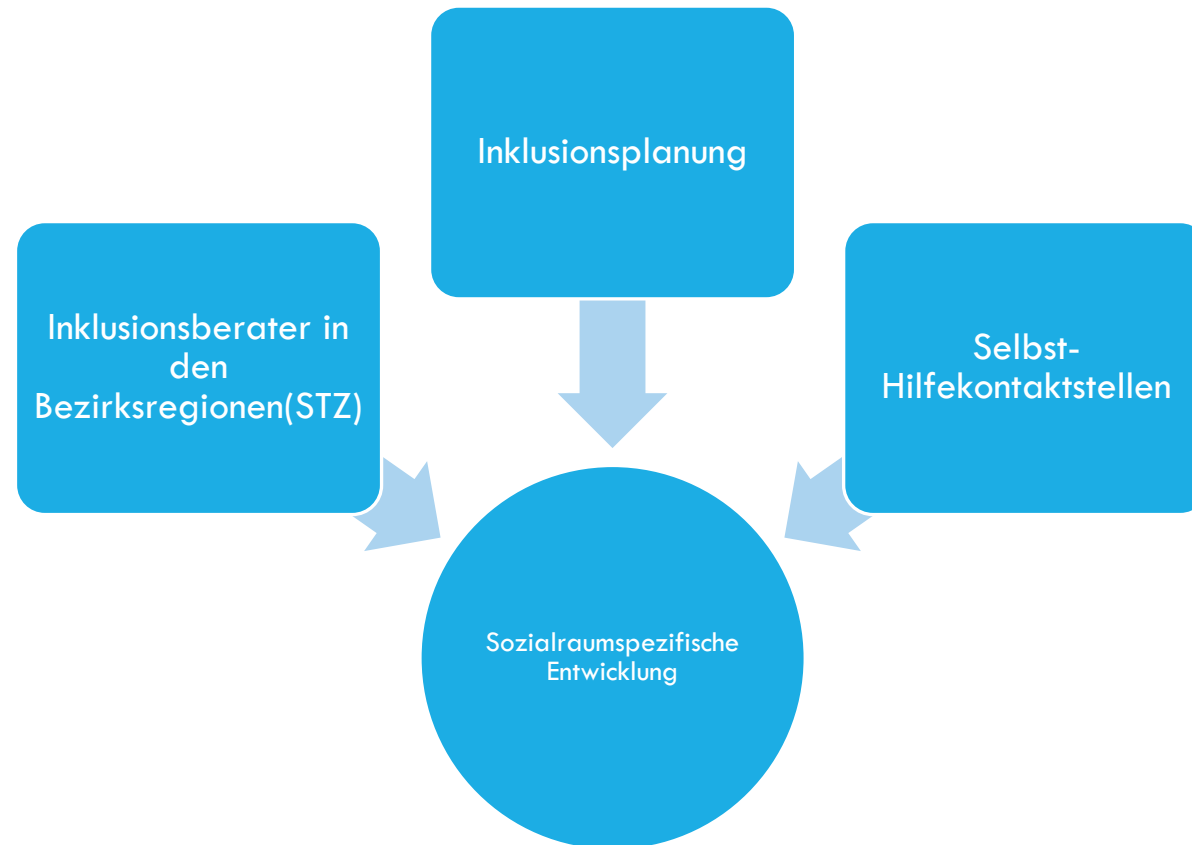 Inklusionsplanung
Inklusionsberater in
den
Bezirksregionen(STZ)
Selbst-
Hilfekontaktstellen
Sozialraumspezifische
Entwicklung